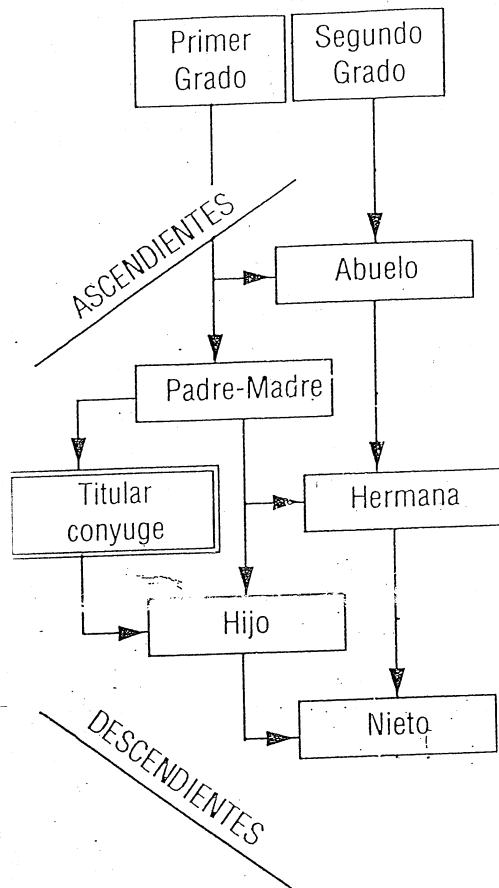 Primer
Grado
Segundo
Grado
ASCENDIENTES
Abuelo
Padre-Madre
Titular
conyuge
Hermana
Hijo
Nieto
DESCENDIENTES